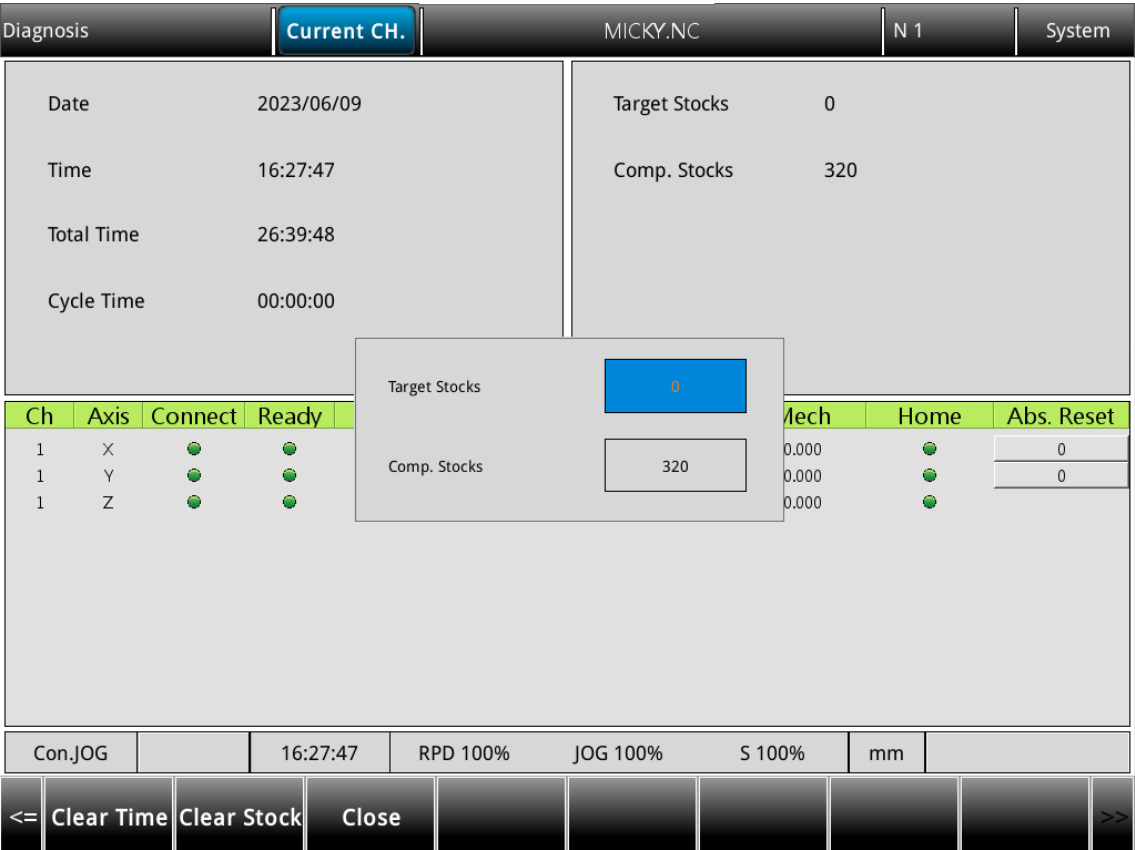 Diagnosis Current CH. MICKY.NC N 1 System
Date 2023/06/09
Time 16:27:47
Total Time 26:39:48
Cycle Time 00:00:00
Target Stocks 0
Comp. Stocks 320
Target Stocks 0
Comp. Stocks 320
Ch Axis Connect Ready Mech Home Abs. Reset
1 X 0.000 0
1 Y 0.000 0
1 Z 0.000
Con.JOG 16:27:47 RPD 100% JOG 100% S 100% mm
<= Clear Time Clear Stock Close >>